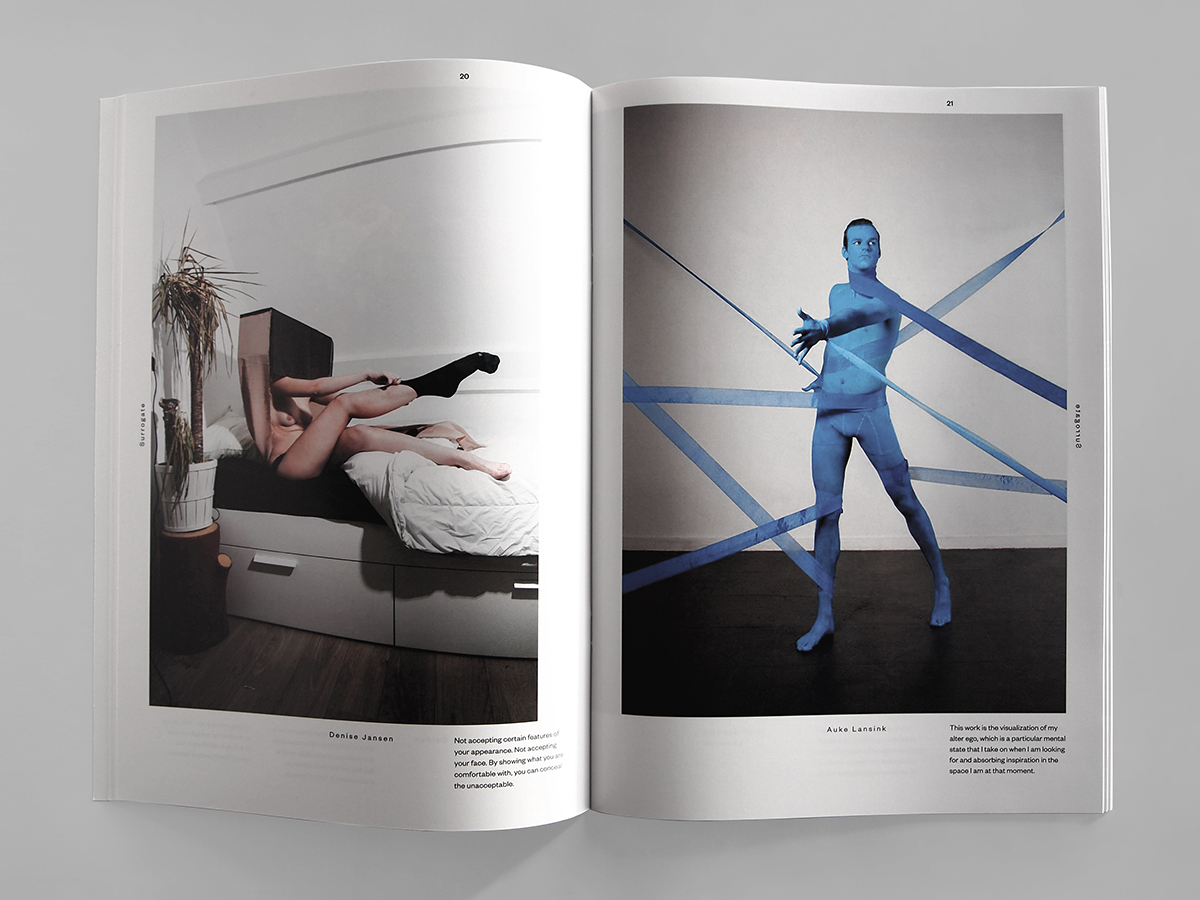 20
Surrogate
Denise Jansen
Not accepting certain features of
your appearance. Not accepting
your face. By showing what you are
comfortable with, you can conceal
the unacceptable.
21
Surrogate
Auke Lansink
This work is the visualization of my
alter ego, which is a particular mental
state that I take on when I am looking
for and absorbing inspiration in the
space I am at that moment.